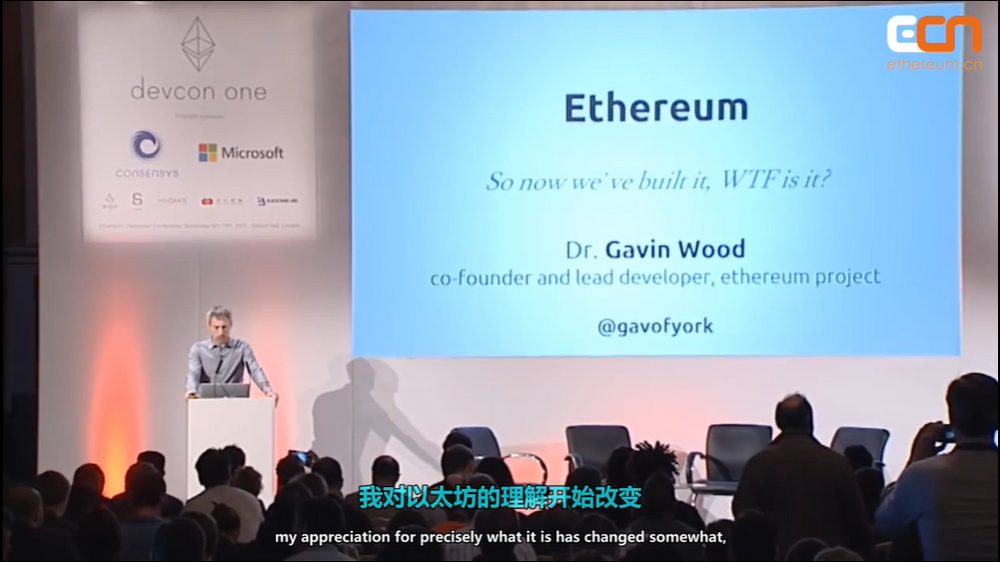 devcon one
CONSENSYS
Microsoft
ECN
ethereum.cn
Ethereum
So now we've built it, WTF is it?
Dr. Gavin Wood
co-founder and lead developer, ethereum project
@gavofyork
我对以太坊的理解开始改变
my appreciation for precisely what it is has changed somewhat,